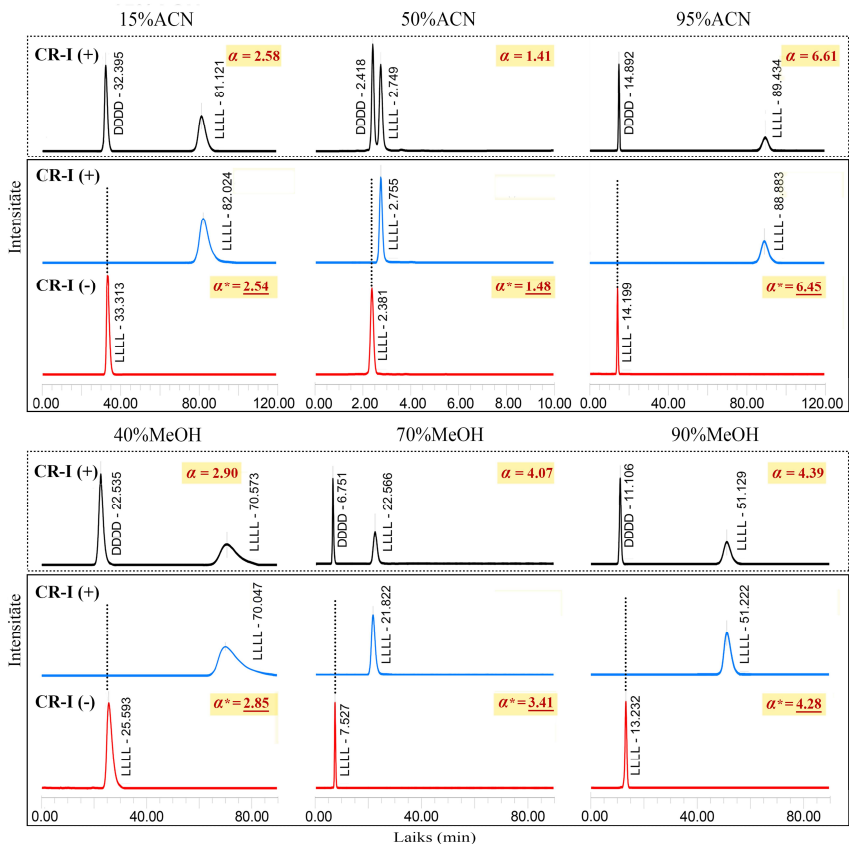 15%ACN
50%ACN
95%ACN
CR-I (+)
α = 2.58
DDDD - 32.395
LLLL - 81.121
α = 1.41
DDDD - 2.418
LLLL - 2.749
α = 6.61
DDDD - 14.892
LLLL - 89.434
Intensitāte
CR-I (+)
LLLL - 82.024
LLLL - 2.755
LLLL - 88.883
CR-I (-)
α* = 2.54
LLLL - 33.313
α* = 1.48
LLLL - 2.381
α* = 6.45
LLLL - 14.199
0.00 40.00 80.00 120.00
0.00 2.00 4.00 6.00 8.00 10.00
0.00 40.00 80.00 120.00
40%MeOH
70%MeOH
90%MeOH
CR-I (+)
α = 2.90
DDDD - 22.535
LLLL - 70.573
α = 4.07
DDDD - 6.751
LLLL - 22.566
α = 4.39
DDDD - 11.106
LLLL - 51.129
Intensitāte
CR-I (+)
LLLL - 70.047
LLLL - 21.822
LLLL - 51.222
CR-I (-)
α* = 2.85
LLLL - 25.593
α* = 3.41
LLLL - 7.527
α* = 4.28
LLLL - 13.232
0.00 40.00 80.00
0.00 40.00 80.00
0.00 40.00 80.00
Laiks (min)